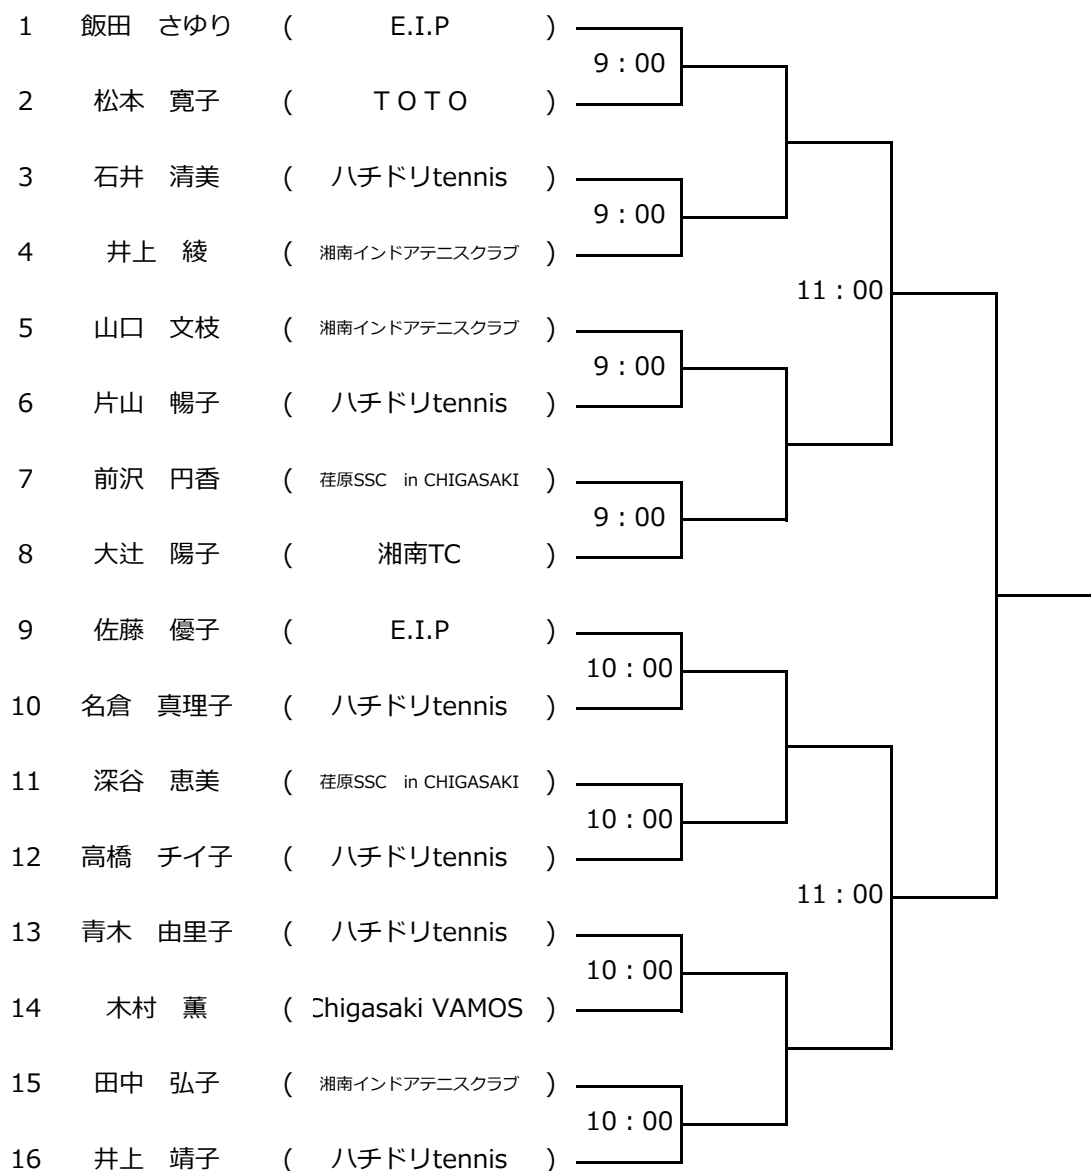 1 飯田 さゆり ( E.I.P )
9：00
2 松本 寛子 ( T O T O )
3 石井 清美 ( ハチドリtennis )
9：00
4 井上 綾 ( 湘南インドアテニスクラブ )
11：00
5 山口 文枝 ( 湘南インドアテニスクラブ )
9：00
6 片山 暢子 ( ハチドリtennis )
7 前沢 円香 ( 荏原SSC in CHIGASAKI )
9：00
8 大辻 陽子 ( 湘南TC )
9 佐藤 優子 ( E.I.P )
10：00
10 名倉 真理子 ( ハチドリtennis )
11 深谷 恵美 ( 荏原SSC in CHIGASAKI )
10：00
12 高橋 チイ子 ( ハチドリtennis )
11：00
13 青木 由里子 ( ハチドリtennis )
10：00
14 木村 薫 ( Chigasaki VAMOS )
15 田中 弘子 ( 湘南インドアテニスクラブ )
10：00
16 井上 靖子 ( ハチドリtennis )